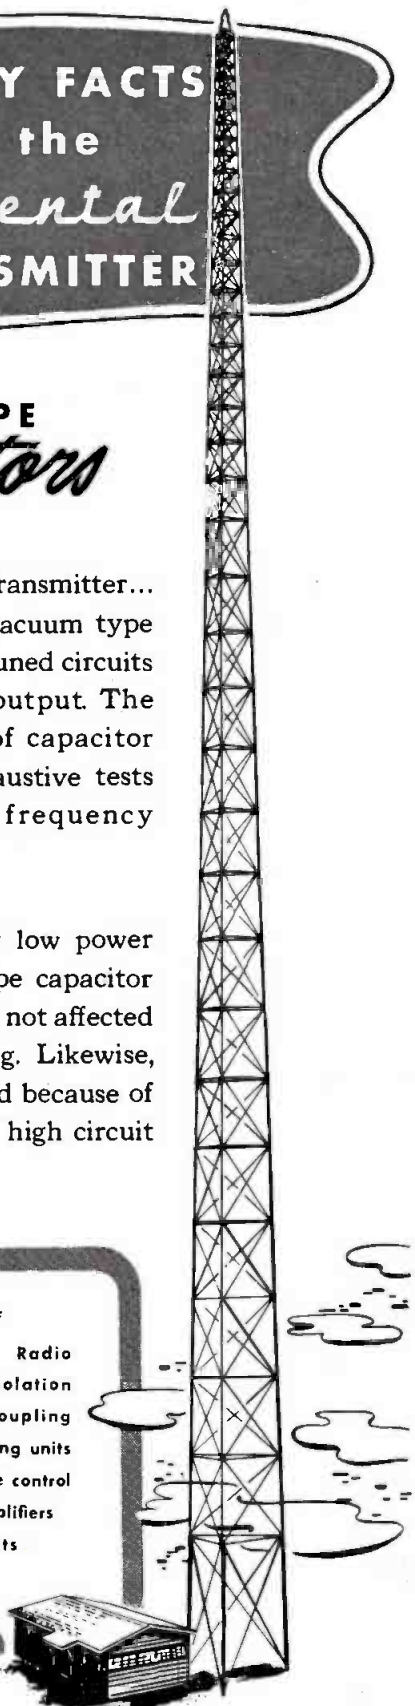 Y FACTS
the
ental
SMITTER
PE
tors
ransmitter...
acuum type
uned circuits
output. The
of capacitor
austive tests
frequency
low power
pe capacitor
not affected
g. Likewise,
d because of
high circuit
Radio
olation
oupling
ng units
e control
plifiers
ts